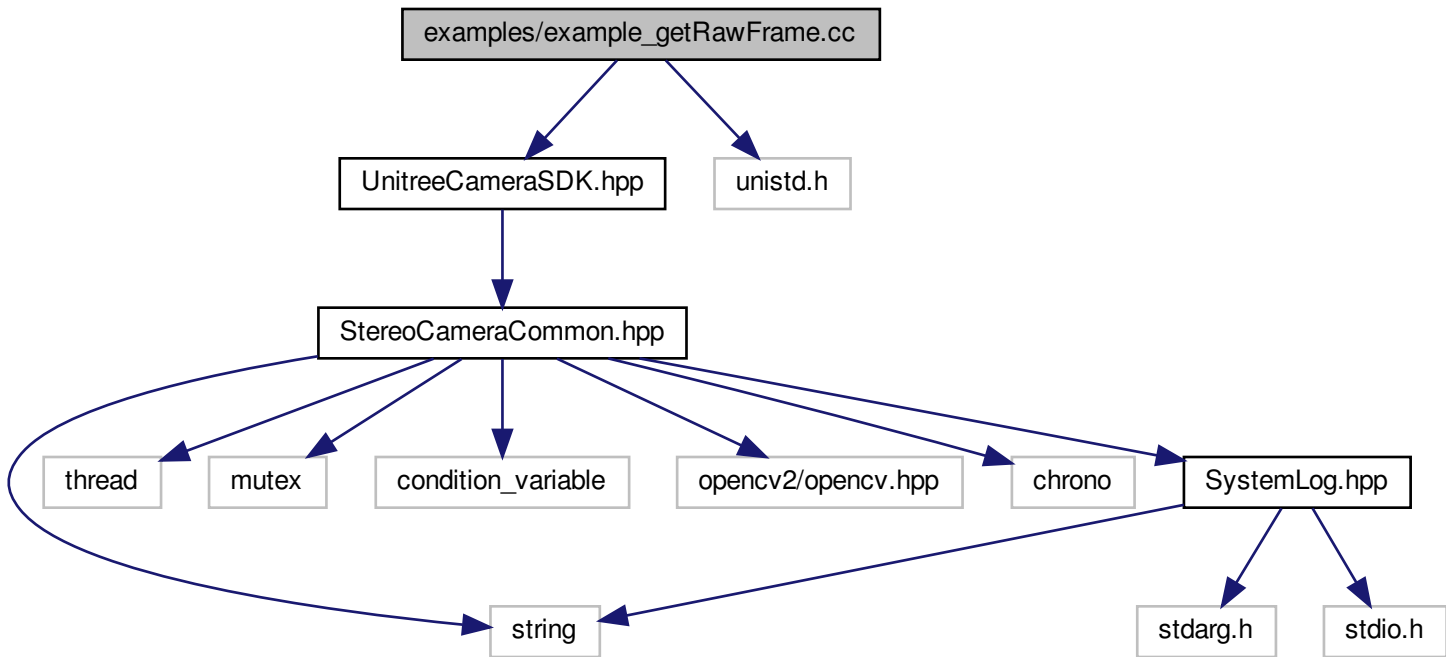 examples/example_getRawFrame.cc
UnitreeCameraSDK.hpp
unistd.h
StereoCameraCommon.hpp
thread
mutex
condition_variable
opencv2/opencv.hpp
chrono
SystemLog.hpp
string
stdarg.h
stdio.h